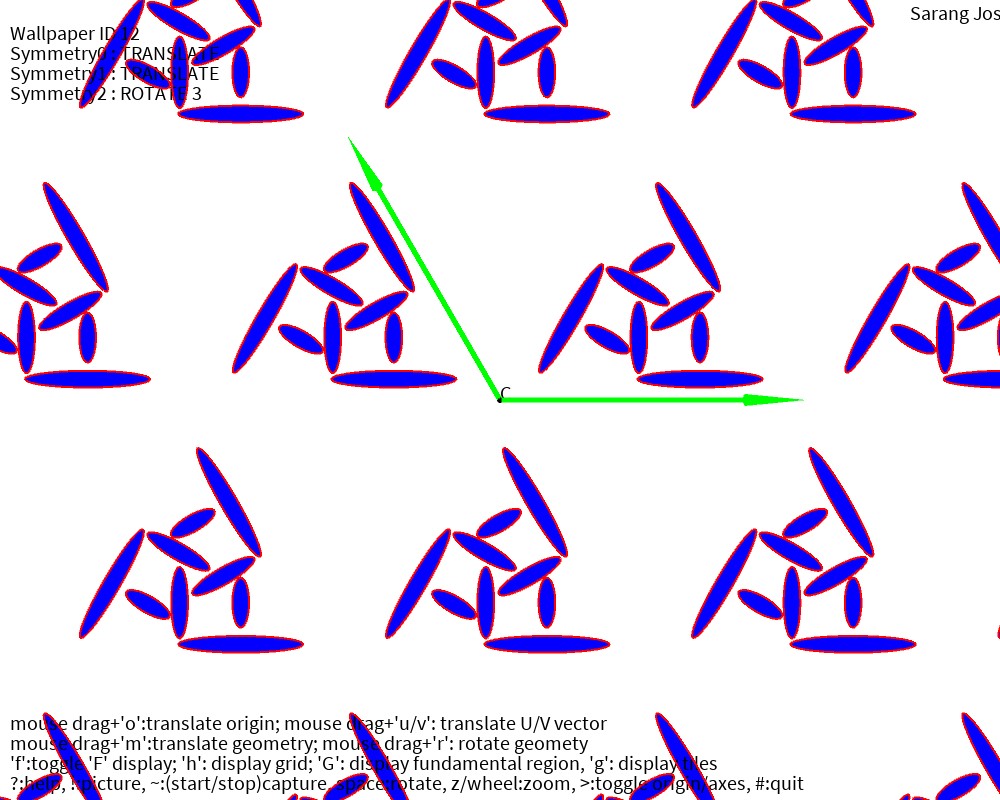 Wallpaper ID 12
Sarang Jos
Symmetry0 : TRANSLATE
Symmetry1 : TRANSLATE
Symmetry2 : ROTATE 3
C
mouse drag+'o':translate origin; mouse drag+'u/v': translate U/V vector
mouse drag+'m':translate geometry; mouse drag+'r': rotate geomety
'f':toggle 'F' display; 'h': display grid; 'G': display fundamental region, 'g': display tiles
?:help, !:picture, ~:(start/stop)capture, space:rotate, z/wheel:zoom, >:toggle origin/axes, #:quit